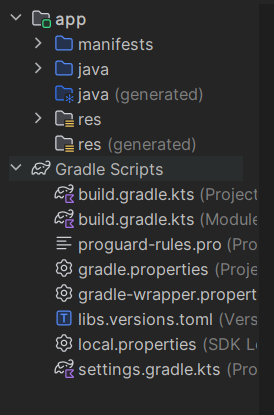 app
manifests
java
java (generated)
res
res (generated)
Gradle Scripts
build.gradle.kts (Project
build.gradle.kts (Module
proguard-rules.pro (Pro
gradle.properties (Proje
gradle-wrapper.propert
libs.versions.toml (Vers
local.properties (SDK Lo
settings.gradle.kts (Pro